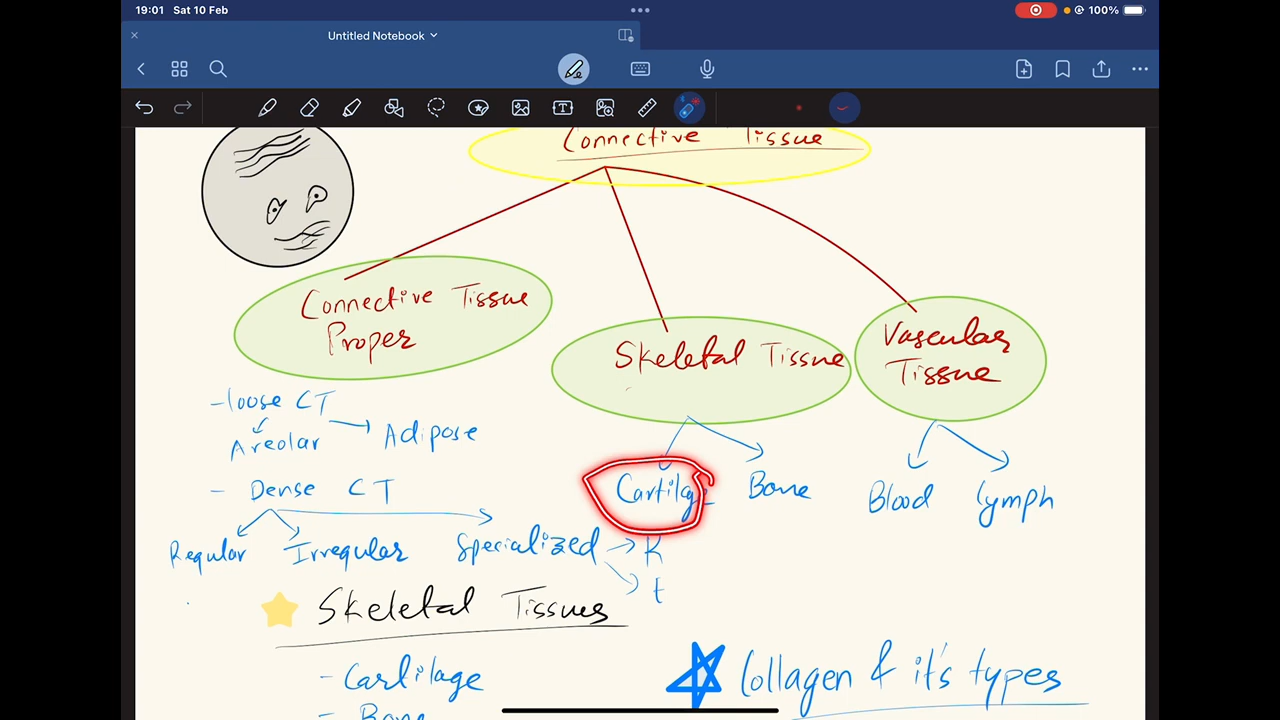 19:01 Sat 10 Feb
100%
Untitled Notebook
Connective Tissue
Connective Tissue
Proper
Skeletal Tissue
Vascular
Tissue
-loose CT
Areolar
Adipose
- Dense CT
Regular
Irregular
Specialized
R
E
Cartilage
Bone
Blood
Lymph
Skeletal Tissues
- Cartilage
- Bone
Collagen & it's types